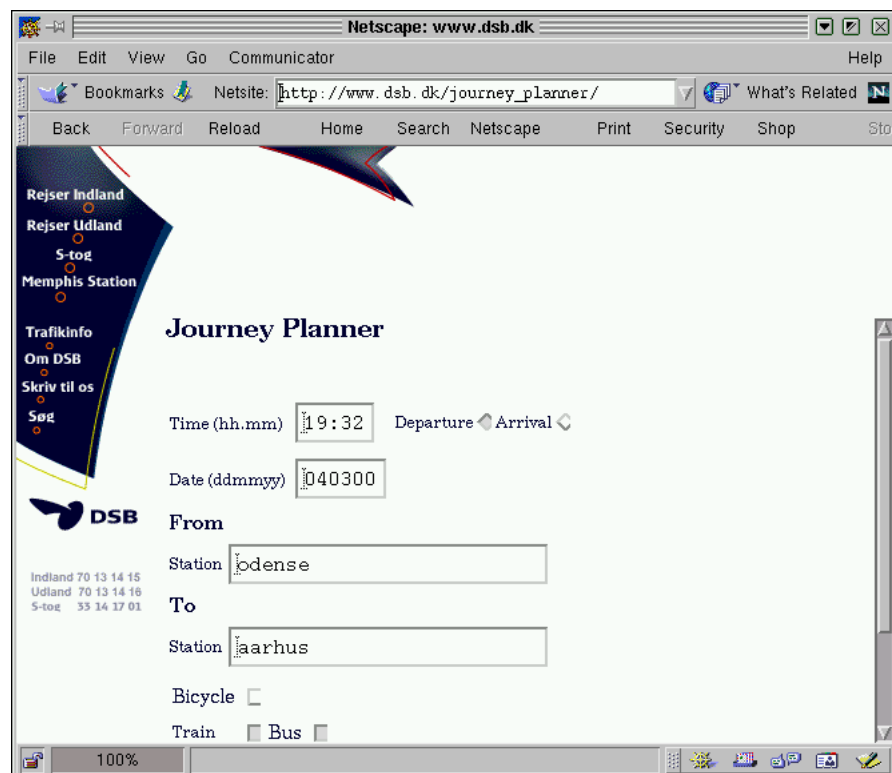 Netscape: www.dsb.dk
File Edit View Go Communicator Help
Bookmarks Netsite: http://www.dsb.dk/journey_planner/ What's Related N
Back Forward Reload Home Search Netscape Print Security Shop Sto
Rejser Indland
Rejser Udland
S-tog
Memphis Station
Trafikinfo
Om DSB
Skriv til os
Søg
DSB
Indland 70 13 14 15
Udland 70 13 14 16
S-tog 33 14 17 01
Journey Planner
Time (hh.mm) 19:32 Departure Arrival
Date (ddmmyy) 040300
From
Station odense
To
Station aarhus
Bicycle
Train Bus
100%